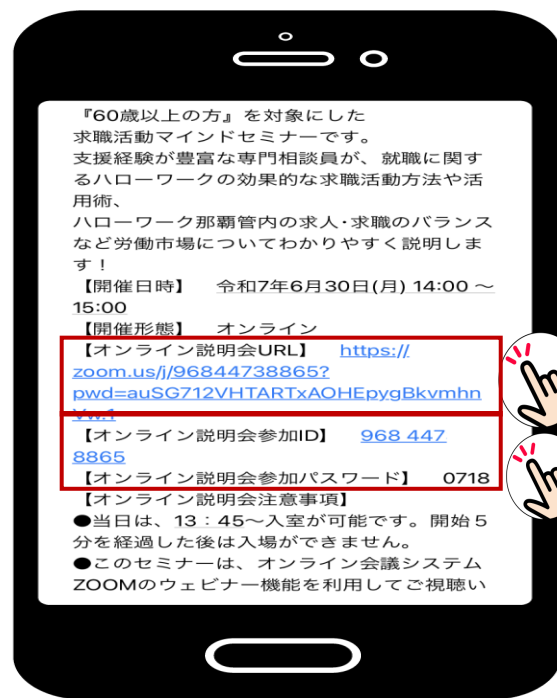 『60歳以上の方』を対象にした
求職活動マインドセミナーです。
支援経験が豊富な専門相談員が、就職に関す
るハローワークの効果的な求職活動方法や活
用術、
ハローワーク那覇管内の求人・求職のバランス
など労働市場についてわかりやすく説明しま
す！
【開催日時】 令和7年6月30日(月) 14:00 ～
15:00
【開催形態】 オンライン
【オンライン説明会URL】 https://
zoom.us/j/96844738865?
pwd=auSG712VHTARTxAOHEpygBkvmhn
Vw.1
【オンライン説明会参加ID】 968 447
8865
【オンライン説明会参加パスワード】 0718
【オンライン説明会注意事項】
●当日は、13：45～入室が可能です。開始５
分を経過した後は入場ができません。
●このセミナーは、オンライン会議システム
ZOOMのウェビナー機能を利用してご視聴い